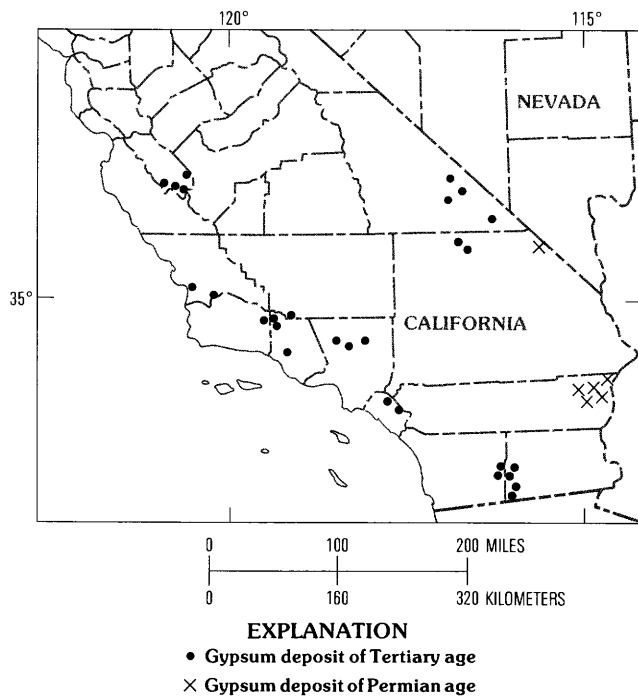 120° 115°
NEVADA
35°
CALIFORNIA
0 100 200 MILES
0 160 320 KILOMETERS
EXPLANATION
• Gypsum deposit of Tertiary age
× Gypsum deposit of Permian age